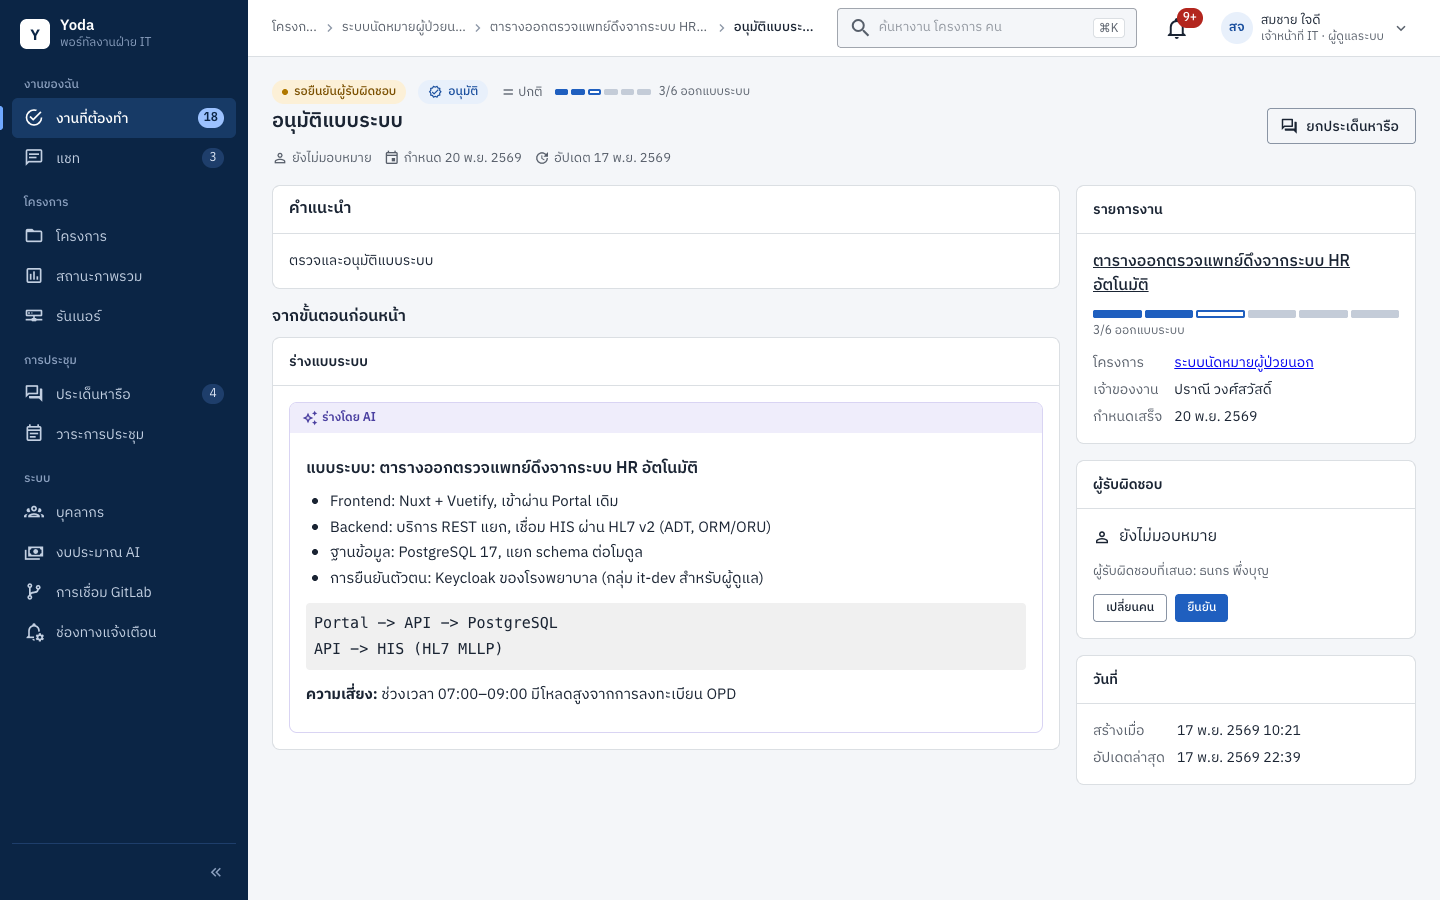 Y
Yoda
พอร์ทัลงานฝ่าย IT
งานของฉัน
งานที่ต้องทำ 18
แชท 3
โครงการ
โครงการ
สถานะภาพรวม
รันเนอร์
การประชุม
ประเด็นหารือ 4
วาระการประชุม
ระบบ
บุคลากร
งบประมาณ AI
การเชื่อม GitLab
ช่องทางแจ้งเตือน
โครงก... › ระบบนัดหมายผู้ป่วยน... › ตารางออกตรวจแพทย์ดึงจากระบบ HR... › อนุมัติแบบระ...
ค้นหางาน โครงการ คน ⌘K
9+
สจ
สมชาย ใจดี
เจ้าหน้าที่ IT · ผู้ดูแลระบบ
รอยืนยันผู้รับผิดชอบ อนุมัติ ปกติ 3/6 ออกแบบระบบ
อนุมัติแบบระบบ
ยังไม่มอบหมาย กำหนด 20 พ.ย. 2569 อัปเดต 17 พ.ย. 2569
ยกประเด็นหารือ
คำแนะนำ
ตรวจและอนุมัติแบบระบบ
จากขั้นตอนก่อนหน้า
ร่างแบบระบบ
ร่างโดย AI
แบบระบบ: ตารางออกตรวจแพทย์ดึงจากระบบ HR อัตโนมัติ
• Frontend: Nuxt + Vuetify, เข้าผ่าน Portal เดิม
• Backend: บริการ REST แยก, เชื่อม HIS ผ่าน HL7 v2 (ADT, ORM/ORU)
• ฐานข้อมูล: PostgreSQL 17, แยก schema ต่อโมดูล
• การยืนยันตัวตน: Keycloak ของโรงพยาบาล (กลุ่ม it-dev สำหรับผู้ดูแล)
Portal -> API -> PostgreSQL
API -> HIS (HL7 MLLP)
ความเสี่ยง: ช่วงเวลา 07:00–09:00 มีโหลดสูงจากการลงทะเบียน OPD
รายการงาน
ตารางออกตรวจแพทย์ดึงจากระบบ HR
อัตโนมัติ
3/6 ออกแบบระบบ
โครงการ ระบบนัดหมายผู้ป่วยนอก
เจ้าของงาน ปราณี วงศ์สวัสดิ์
กำหนดเสร็จ 20 พ.ย. 2569
ผู้รับผิดชอบ
ยังไม่มอบหมาย
ผู้รับผิดชอบที่เสนอ: ธนกร พึ่งบุญ
เปลี่ยนคน ยืนยัน
วันที่
สร้างเมื่อ 17 พ.ย. 2569 10:21
อัปเดตล่าสุด 17 พ.ย. 2569 22:39